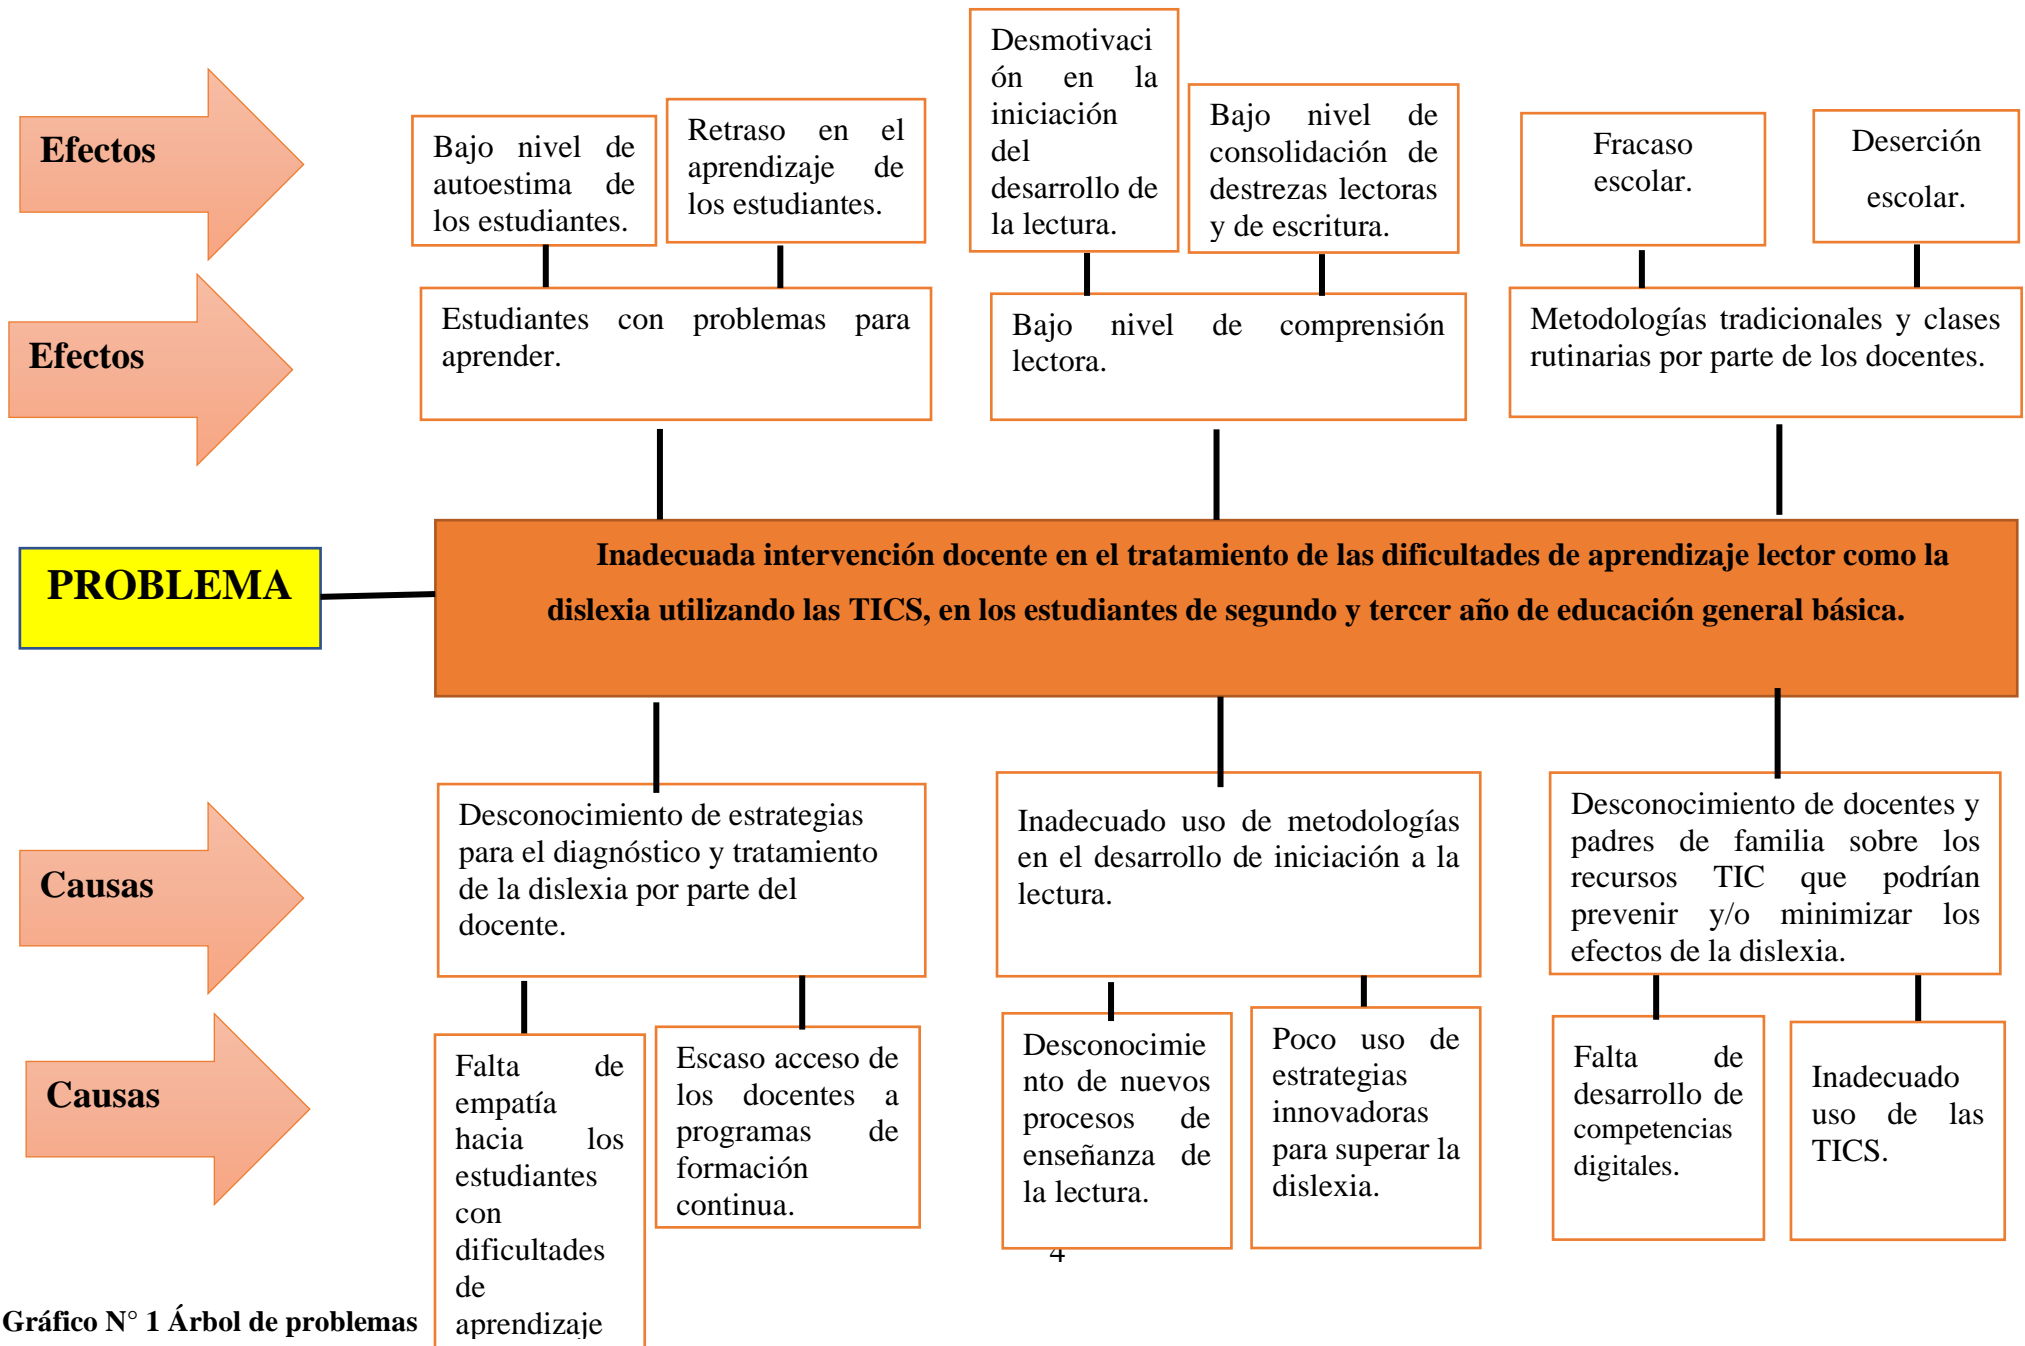 Efectos
Bajo nivel de
autoestima de
los estudiantes.
Retraso en el
aprendizaje de
los estudiantes.
Desmotivaci
ón en la
iniciación
del
desarrollo de
la lectura.
Bajo nivel de
consolidación de
destrezas lectoras
y de escritura.
Fracaso
escolar.
Deserción
escolar.
Efectos
Estudiantes con problemas para
aprender.
Bajo nivel de comprensión
lectora.
Metodologías tradicionales y clases
rutinarias por parte de los docentes.
PROBLEMA
Inadecuada intervención docente en el tratamiento de las dificultades de aprendizaje lector como la
dislexia utilizando las TICS, en los estudiantes de segundo y tercer año de educación general básica.
Causas
Desconocimiento de estrategias
para el diagnóstico y tratamiento
de la dislexia por parte del
docente.
Inadecuado uso de metodologías
en el desarrollo de iniciación a la
lectura.
Desconocimiento de docentes y
padres de familia sobre los
recursos TIC que podrían
prevenir y/o minimizar los
efectos de la dislexia.
Causas
Falta de
empatía
hacia los
estudiantes
con
dificultades
de
aprendizaje
Escaso acceso de
los docentes a
programas de
formación
continua.
Desconocimie
nto de nuevos
procesos de
enseñanza de
la lectura.
Poco uso de
estrategias
innovadoras
para superar la
dislexia.
Falta de
desarrollo de
competencias
digitales.
Inadecuado
uso de las
TICS.
4
Gráfico N° 1 Árbol de problemas